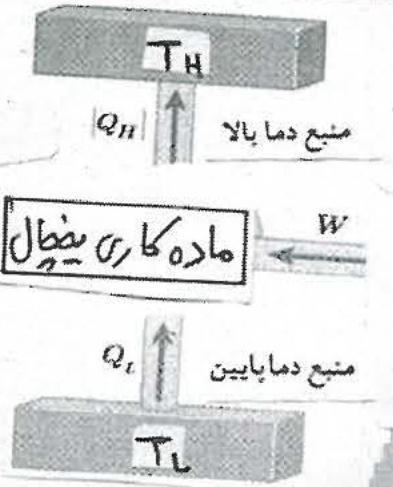 TH
|QH|
منبع دما بالا
W
ماده کاری یخچال
QL
منبع دما پایین
TL